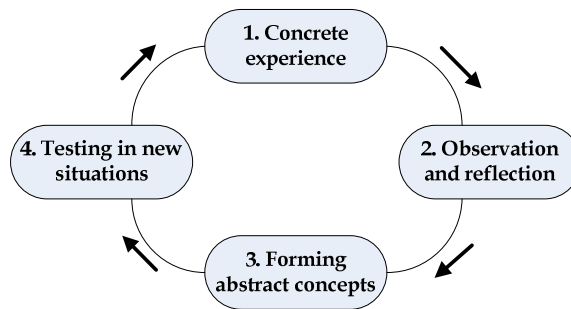 1. Concrete
experience
2. Observation
and reflection
3. Forming
abstract concepts
4. Testing in new
situations